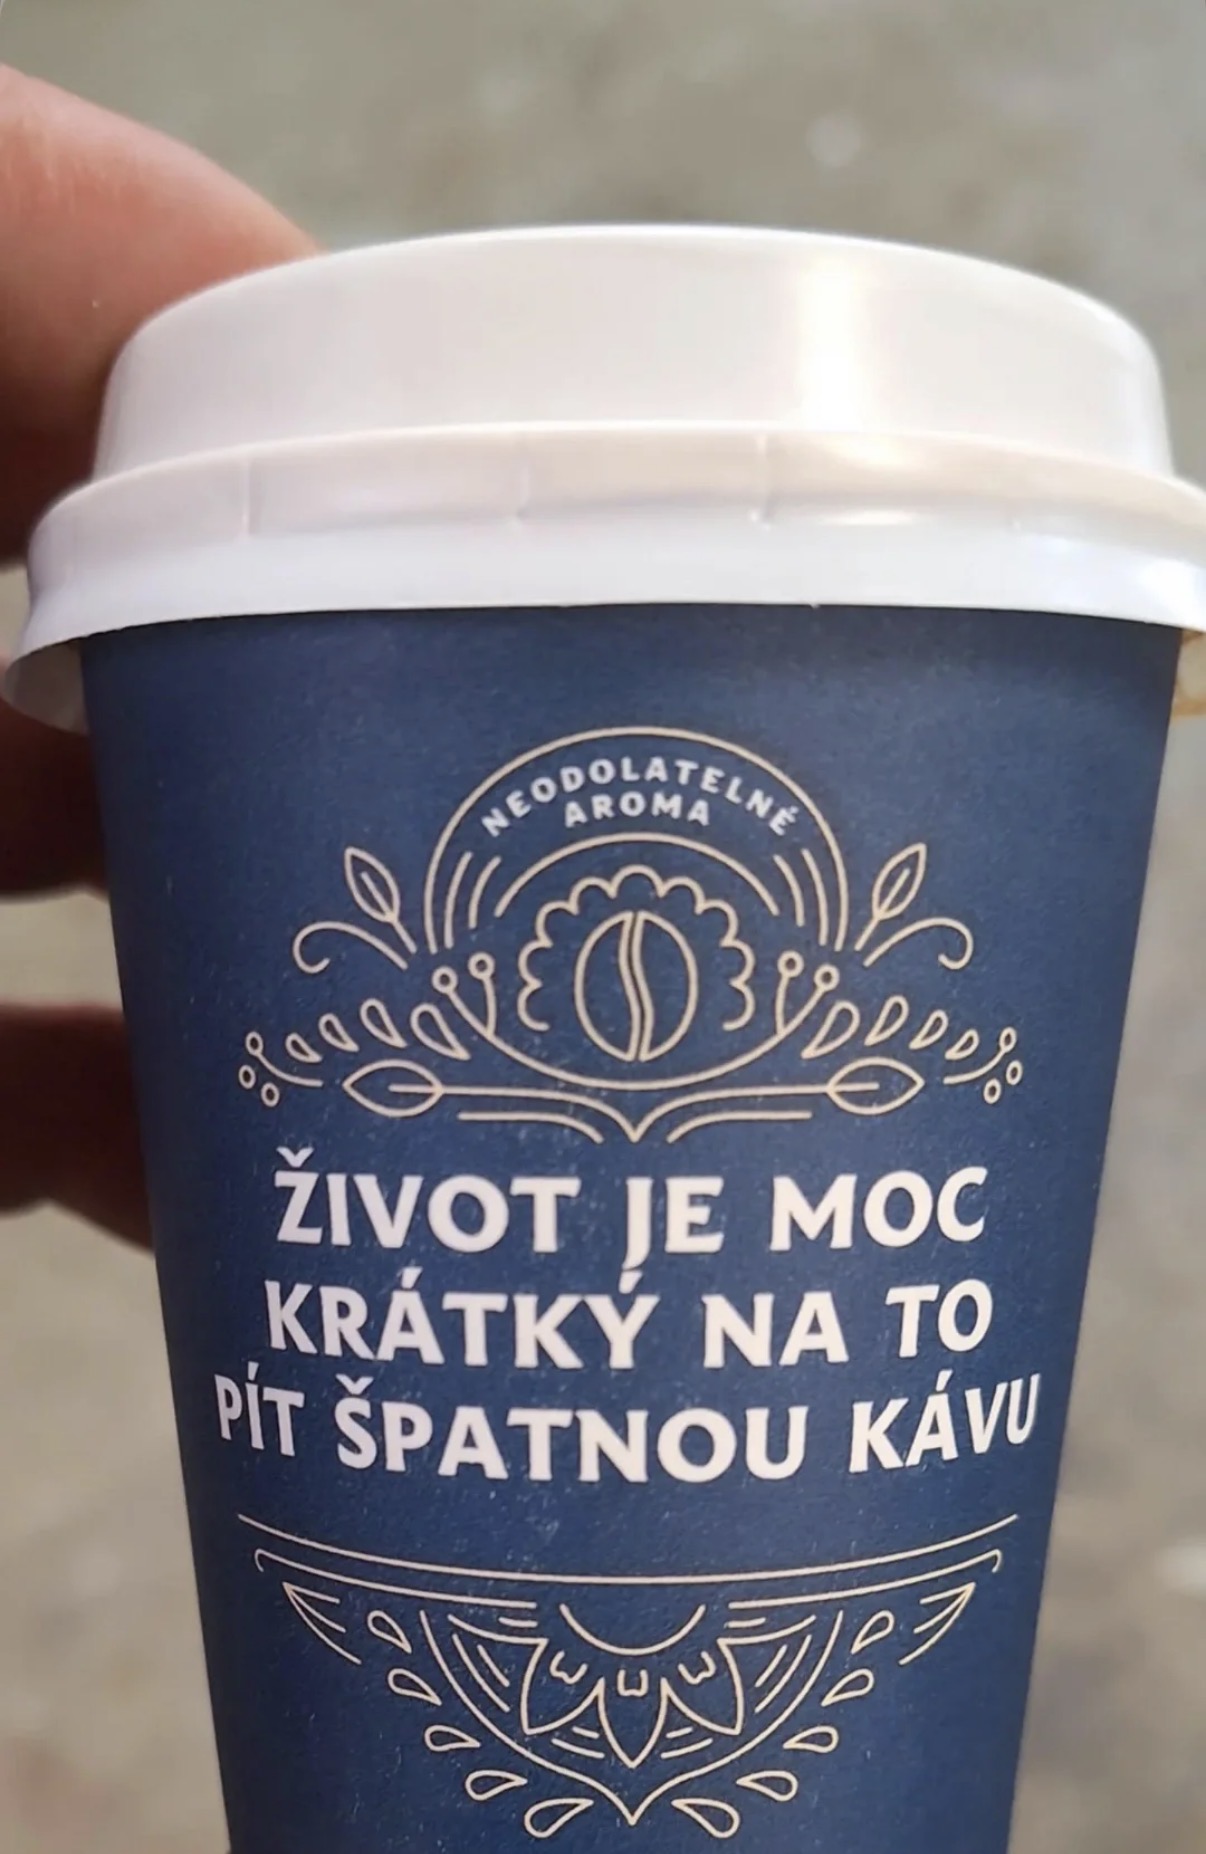 NEODOLATELNÉ
AROMA
ŽIVOT JE MOC
KRÁTKÝ NA TO
PÍT ŠPATNOU KÁVU